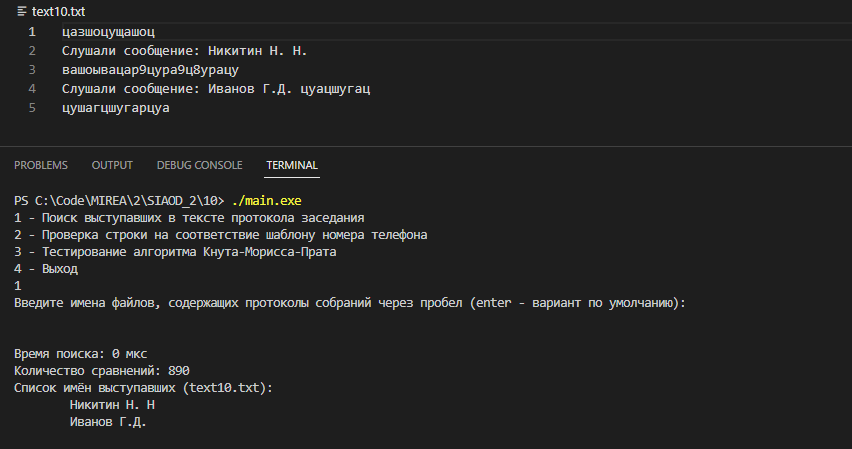 text10.txt
1 цазшоцущашоц
2 Слушали сообщение: Никитин Н. Н.
3 вашоывацар9цура9ц8урацу
4 Слушали сообщение: Иванов Г.Д. цуацшугац
5 цушагцшугарцуа
PROBLEMS OUTPUT DEBUG CONSOLE TERMINAL
PS C:\Code\MIREA\2\SIAOD_2\10> ./main.exe
1 - Поиск выступавших в тексте протокола заседания
2 - Проверка строки на соответствие шаблону номера телефона
3 - Тестирование алгоритма Кнута-Морисса-Прата
4 - Выход
1
Введите имена файлов, содержащих протоколы собраний через пробел (enter - вариант по умолчанию):
Время поиска: 0 мкс
Количество сравнений: 890
Список имён выступавших (text10.txt):
Никитин Н. Н
Иванов Г.Д.